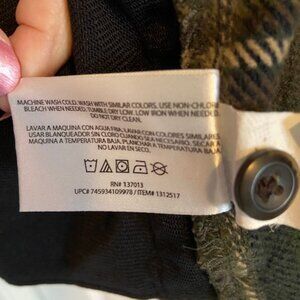 MACHINE WASH COLD. WASH WITH SIMILAR COLORS. USE NON-CHLORINE
BLEACH WHEN NEEDED. TUMBLE DRY LOW. LOW IRON IF NEEDED.
DO NOT DRY CLEAN.
LAVAR A MAQUINA CON AGUA FRIA, LAVAR CON COLORES SIMILARES.
USAR BLANQUEADOR SIN CLORO CUANDO NECESARIO. SECAR A
MAQUINA A TEMPERATURA BAJA, PLANCHAR A TEMPERATURA BAJA
NO LAVAR EN SECO.
RN# 137013
UPC# 745934109978 / ITEM# 1312517